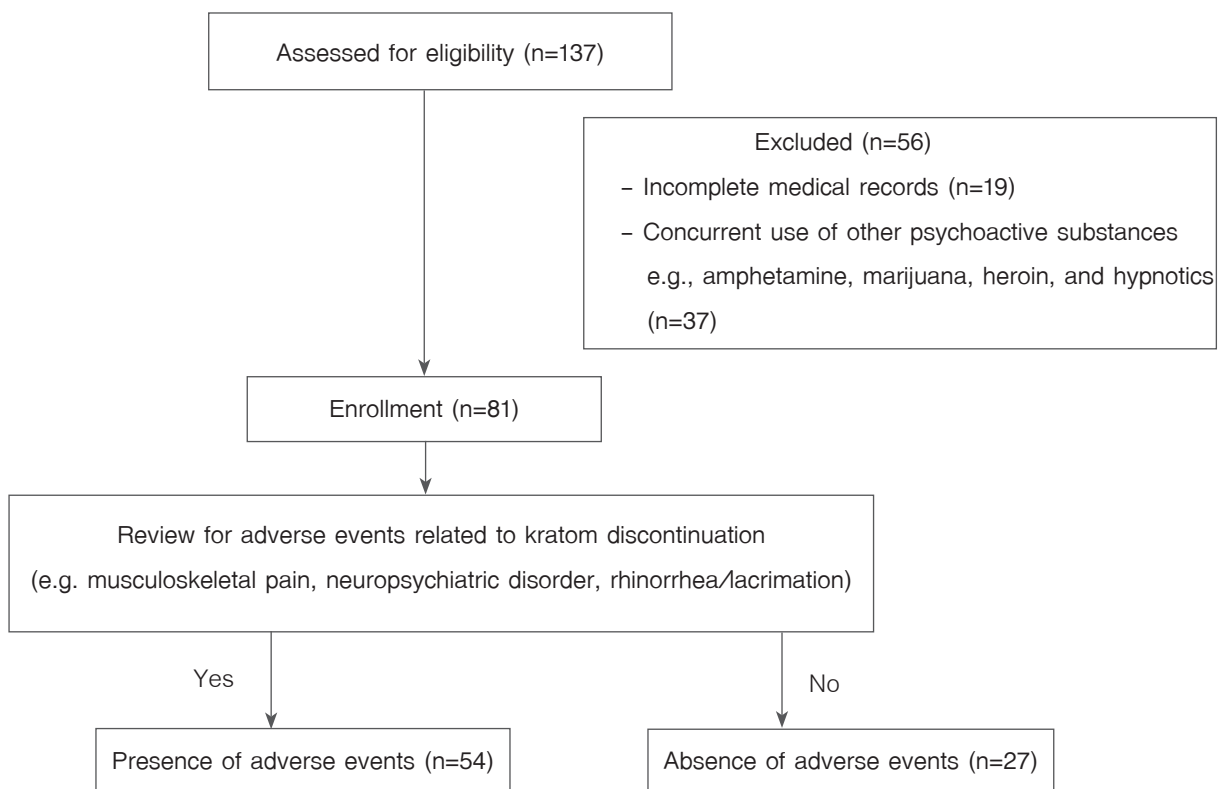 Assessed for eligibility (n=137)
Excluded (n=56)
– Incomplete medical records (n=19)
– Concurrent use of other psychoactive substances
e.g., amphetamine, marijuana, heroin, and hypnotics
(n=37)
Enrollment (n=81)
Review for adverse events related to kratom discontinuation
(e.g. musculoskeletal pain, neuropsychiatric disorder, rhinorrhea/lacrimation)
Yes
No
Presence of adverse events (n=54)
Absence of adverse events (n=27)